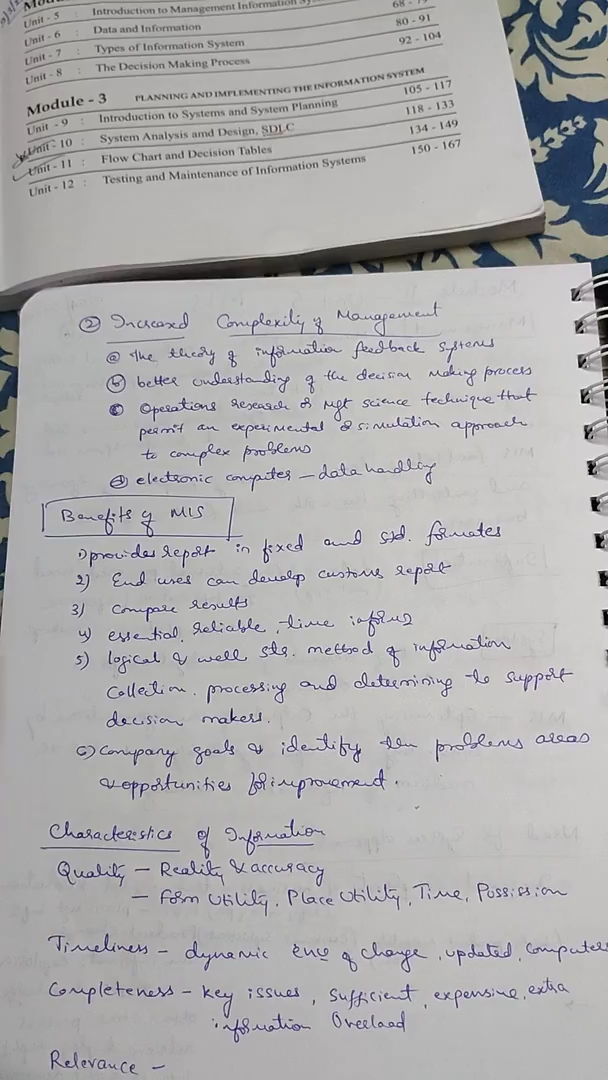 Unit - 5 : Introduction to Management Information 68 - 79
Unit - 6 : Data and Information 80 - 91
Unit - 7 : Types of Information System 92 - 104
Unit - 8 : The Decision Making Process
Module - 3 PLANNING AND IMPLEMENTING THE INFORMATION SYSTEM
Unit - 9 : Introduction to Systems and System Planning 105 - 117
Unit - 10 : System Analysis amd Design, SDLC 118 - 133
Unit - 11 : Flow Chart and Decision Tables 134 - 149
Unit - 12 : Testing and Maintenance of Information Systems 150 - 167
② Increased Complexity of Management
ⓐ the theory of information feedback systems
ⓑ better understanding of the decision making process
ⓒ Operations research or mgt science technique that
permit an experimental & simulation approach
to complex problems
ⓓ electronic computer – data handling
Benefits of MIS
1) provides report in fixed and std. formates
2) End uses can develop customs report
3) Compare results
4) essential, reliable, time
5) logical & well str. method of information
Collection, processing and determining to support
decision makers.
6) Company goals & identify the problems areas
& opportunities for improvement.
Characteristics of Information
Quality – Reality & accuracy
– Form Utility, Place Utility, Time, Possission
Timeliness – dynamic of change, updated, computers
Completeness – key issues, sufficient, expensive, extra
information Overlaod
Relevance –